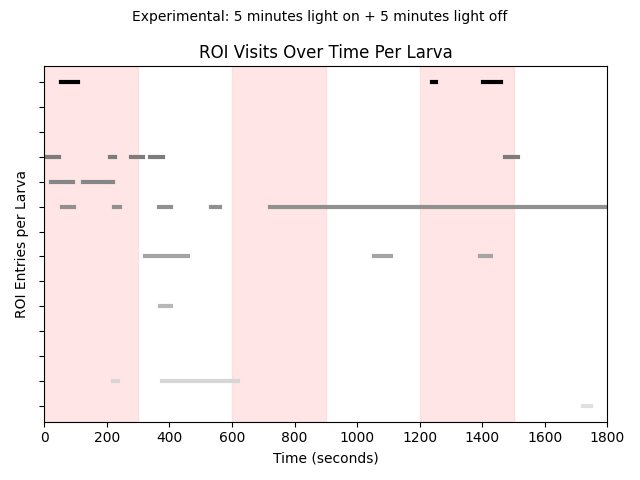 Experimental: 5 minutes light on + 5 minutes light off
ROI Visits Over Time Per Larva
ROI Entries per Larva
0 200 400 600 800 1000 1200 1400 1600 1800
Time (seconds)